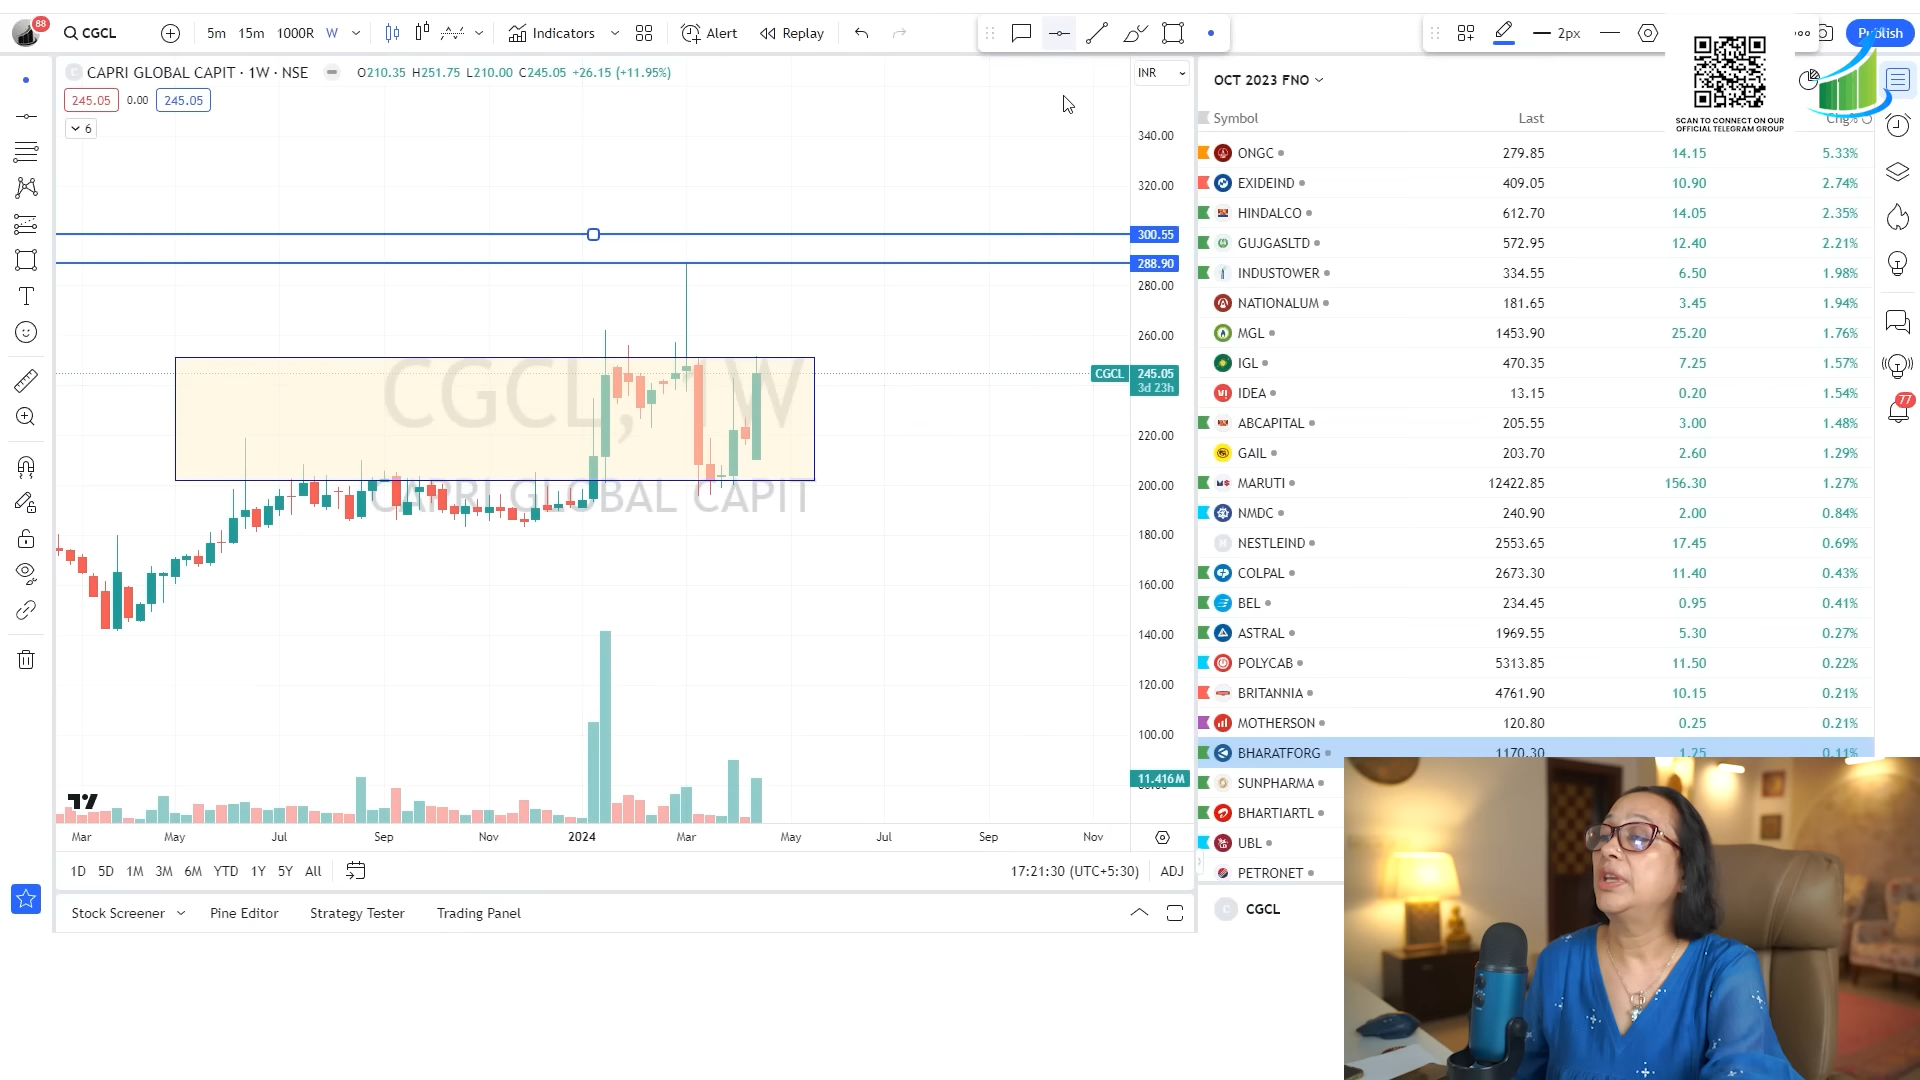 88
CGCL
5m 15m 1000R W
Indicators
Alert
Replay
2px
Publish
CAPRI GLOBAL CAPIT · 1W · NSE
O210.35 H251.75 L210.00 C245.05 +26.15 (+11.95%)
245.05 0.00 245.05
6
INR
340.00
320.00
300.55
288.90
280.00
260.00
CGCL 245.05
3d 23h
220.00
200.00
180.00
160.00
140.00
120.00
100.00
11.416M
CGCL, 1W
CAPRI GLOBAL CAPIT
Mar May Jul Sep Nov 2024 Mar May Jul Sep Nov
1D 5D 1M 3M 6M YTD 1Y 5Y All
17:21:30 (UTC+5:30) ADJ
Stock Screener Pine Editor Strategy Tester Trading Panel
OCT 2023 FNO
SCAN TO CONNECT ON OUR
OFFICIAL TELEGRAM GROUP
Symbol Last Chg%
ONGC 279.85 14.15 5.33%
EXIDEIND 409.05 10.90 2.74%
HINDALCO 612.70 14.05 2.35%
GUJGASLTD 572.95 12.40 2.21%
INDUSTOWER 334.55 6.50 1.98%
NATIONALUM 181.65 3.45 1.94%
MGL 1453.90 25.20 1.76%
IGL 470.35 7.25 1.57%
IDEA 13.15 0.20 1.54%
ABCAPITAL 205.55 3.00 1.48%
GAIL 203.70 2.60 1.29%
MARUTI 12422.85 156.30 1.27%
NMDC 240.90 2.00 0.84%
NESTLEIND 2553.65 17.45 0.69%
COLPAL 2673.30 11.40 0.43%
BEL 234.45 0.95 0.41%
ASTRAL 1969.55 5.30 0.27%
POLYCAB 5313.85 11.50 0.22%
BRITANNIA 4761.90 10.15 0.21%
MOTHERSON 120.80 0.25 0.21%
BHARATFORG 1170.30 1.25 0.11%
SUNPHARMA
BHARTIARTL
UBL
PETRONET
CGCL
77